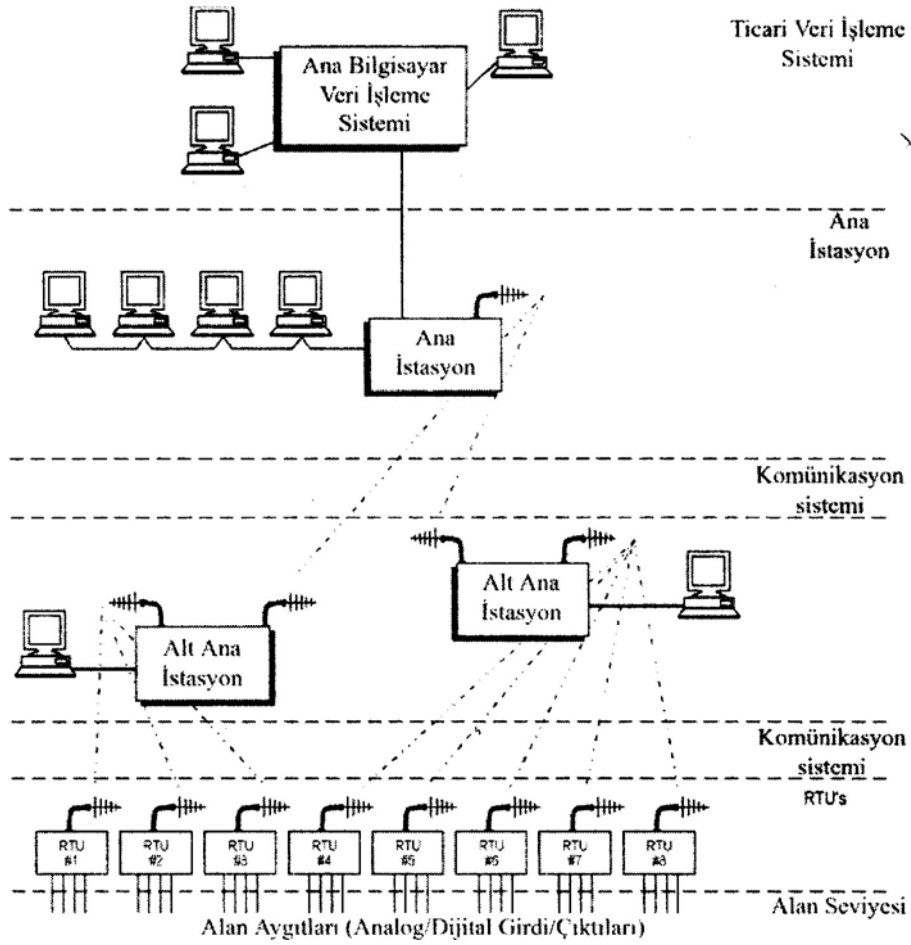 Ticari Veri İşleme
Sistemi
Ana Bilgisayar
Veri İşleme
Sistemi
Ana
İstasyon
Ana
İstasyon
Komünikasyon
sistemi
Alt Ana
İstasyon
Alt Ana
İstasyon
Komünikasyon
sistemi
RTU's
RTU
#1
RTU
#2
RTU
#3
RTU
#4
RTU
#5
RTU
#6
RTU
#7
RTU
#8
Alan Seviyesi
Alan Aygıtları (Analog/Dijital Girdi/Çıktıları)